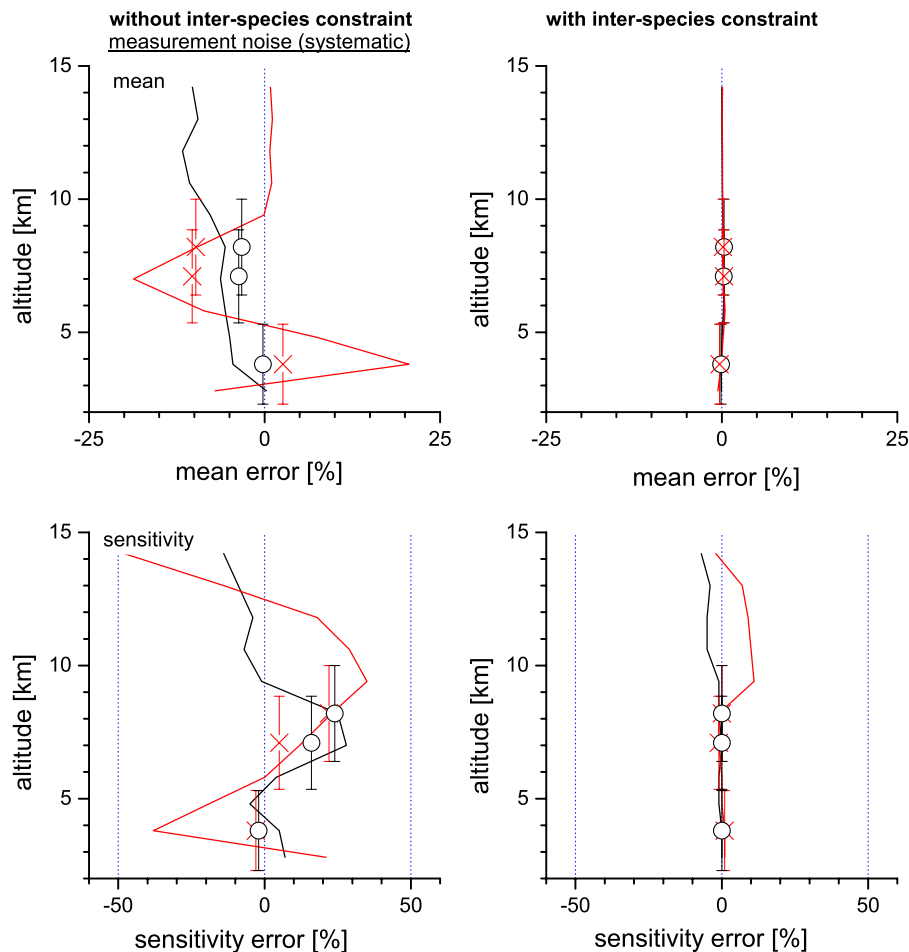 without inter-species constraint
measurement noise (systematic)
with inter-species constraint
mean
15
10
5
altitude [km]
-25 0 25
mean error [%]
15
10
5
altitude [km]
-25 0 25
mean error [%]
sensitivity
15
10
5
altitude [km]
-50 0 50
sensitivity error [%]
15
10
5
altitude [km]
-50 0 50
sensitivity error [%]